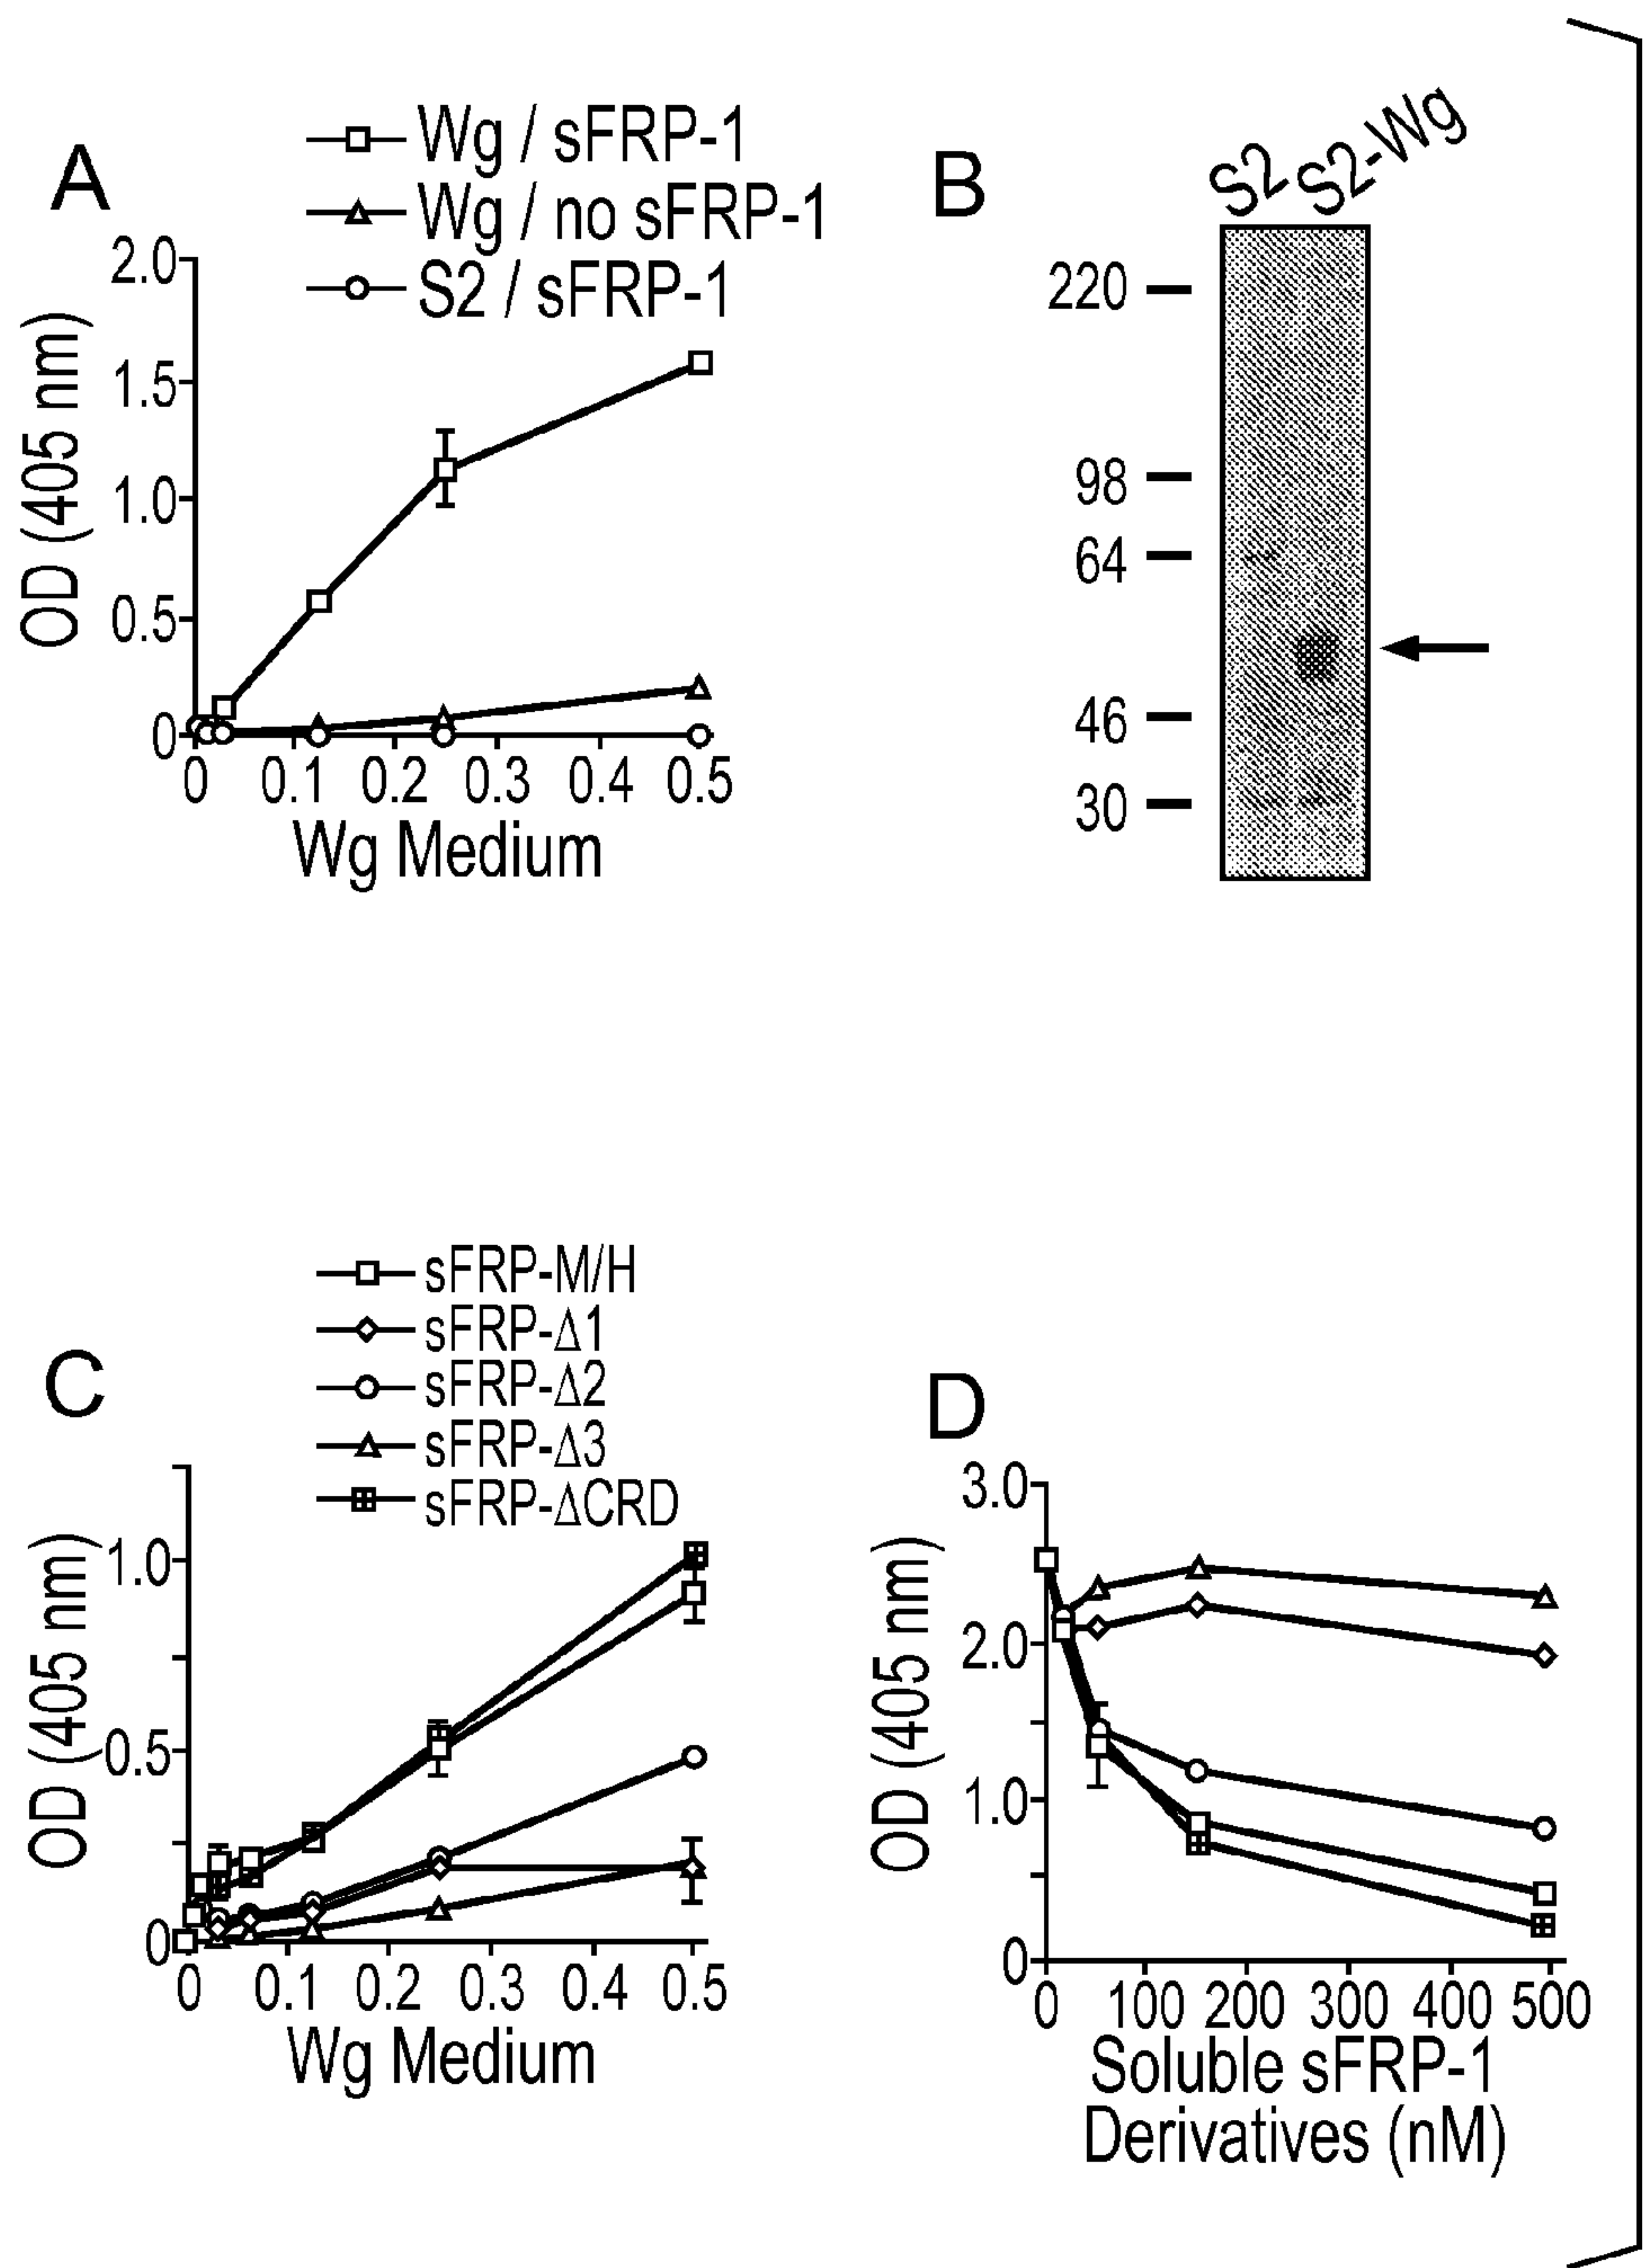 A
Wg / sFRP-1
Wg / no sFRP-1
S2 / sFRP-1
OD (405 nm)
2.0
1.5
1.0
0.5
0
0 0.1 0.2 0.3 0.4 0.5
Wg Medium
B
S2 S2-Wg
220
98
64
46
30
C
sFRP-M/H
sFRP-Δ1
sFRP-Δ2
sFRP-Δ3
sFRP-ΔCRD
OD (405 nm)
1.0
0.5
0
0 0.1 0.2 0.3 0.4 0.5
Wg Medium
D
OD (405 nm)
3.0
2.0
1.0
0
0 100 200 300 400 500
Soluble sFRP-1
Derivatives (nM)